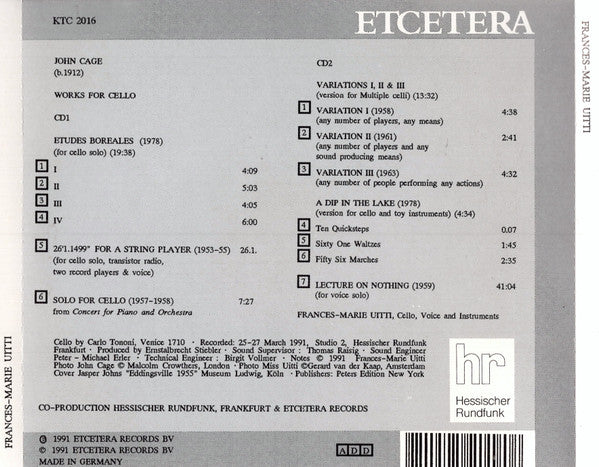 KTC 2016
ETCETERA
JOHN CAGE
(b.1912)
WORKS FOR CELLO
CD1
ETUDES BOREALES (1978)
(for cello solo) (19:38)
1 I 4:09
2 II 5:03
3 III 4:05
4 IV 6:00
5 26'1.1499" FOR A STRING PLAYER (1953-55) 26.1.
(for cello solo, transistor radio,
two record players & voice)
6 SOLO FOR CELLO (1957-1958) 7:27
from Concert for Piano and Orchestra
CD2
VARIATIONS I, II & III
(version for Multiple celli) (13:32)
1 VARIATION I (1958) 4:38
(any number of players, any means)
2 VARIATION II (1961) 2:41
(any number of players and any
sound producing means)
3 VARIATION III (1963) 4:32
(any number of people performing any actions)
A DIP IN THE LAKE (1978)
(version for cello and toy instruments) (4:34)
4 Ten Quicksteps 0.07
5 Sixty One Waltzes 1:45
6 Fifty Six Marches 2:35
7 LECTURE ON NOTHING (1959) 41:04
(for voice solo)
FRANCES-MARIE UITTI, Cello, Voice and Instruments
Cello by Carlo Tononi, Venice 1710 · Recorded: 25-27 March 1991, Studio 2, Hessischer Rundfunk
Frankfurt · Produced by Ernstalbrecht Stiebler · Sound Supervisor : Thomas Raisig · Sound Engineer
Peter - Michael Erler · Technical Engineer : Birgit Vollmer · Notes © 1991 Frances-Marie Uitti
Photo John Cage © Malcolm Crowthers, London · Photo Miss Uitti ©Gerard van der Kaap, Amsterdam
Cover Jasper Johns "Eddingsville 1955" Museum Ludwig, Köln · Publishers: Peters Edition New York
CO-PRODUCTION HESSISCHER RUNDFUNK, FRANKFURT & ETCETERA RECORDS
hr
Hessischer
Rundfunk
℗ 1991 ETCETERA RECORDS BV
© 1991 ETCETERA RECORDS BV
MADE IN GERMANY
A D D
FRANCES-MARIE UITTI
FRANCES-MARIE UITTI